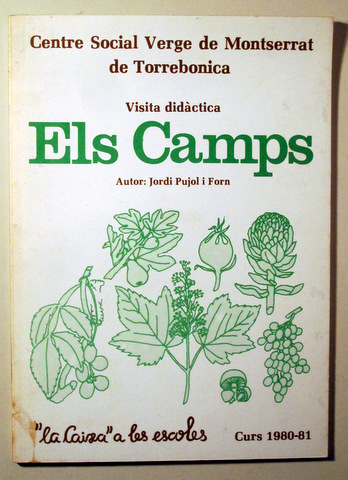 Centre Social Verge de Montserrat
de Torrebonica
Visita didàctica
Els Camps
Autor: Jordi Pujol i Forn
"la Caixa" a les escoles
Curs 1980-81